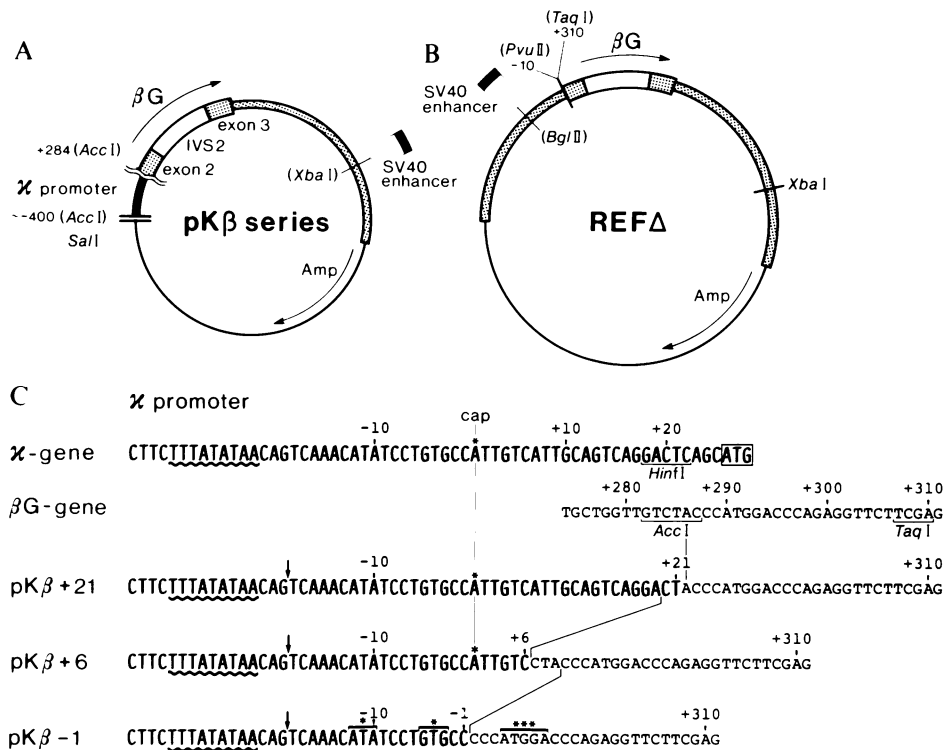 A
βG
exon 3
IVS2
exon 2
+284 (Acc I)
ϰ promoter
~-400 (Acc I)
Sal I
(Xba I)
SV40
enhancer
pKβ series
Amp
B
(Taq I)
+310
(Pvu II)
-10
βG
SV40
enhancer
(Bgl II)
Xba I
REFΔ
Amp
C
ϰ promoter
cap
-10 * +10 +20
ϰ-gene CTTCTTTATATAACAGTCAAACATATCCTGTGCCATTGTCATTGCAGTCAGGACTCAGCATG
Hinf I
+280 +290 +300 +310
βG-gene TGCTGGTTGTCTACCCATGGACCCAGAGGTTCTTCGAG
Acc I Taq I
-10 * +21 +310
pKβ+21 CTTCTTTATATAACAGTCAAACATATCCTGTGCCATTGTCATTGCAGTCAGGACTACCCATGGACCCAGAGGTTCTTCGAG
-10 * +6 +310
pKβ+6 CTTCTTTATATAACAGTCAAACATATCCTGTGCCATTGTCCTACCCATGGACCCAGAGGTTCTTCGAG
* -10 * -1 *** +310
pKβ-1 CTTCTTTATATAACAGTCAAACATATCCTGTGCCCCCATGGACCCAGAGGTTCTTCGAG